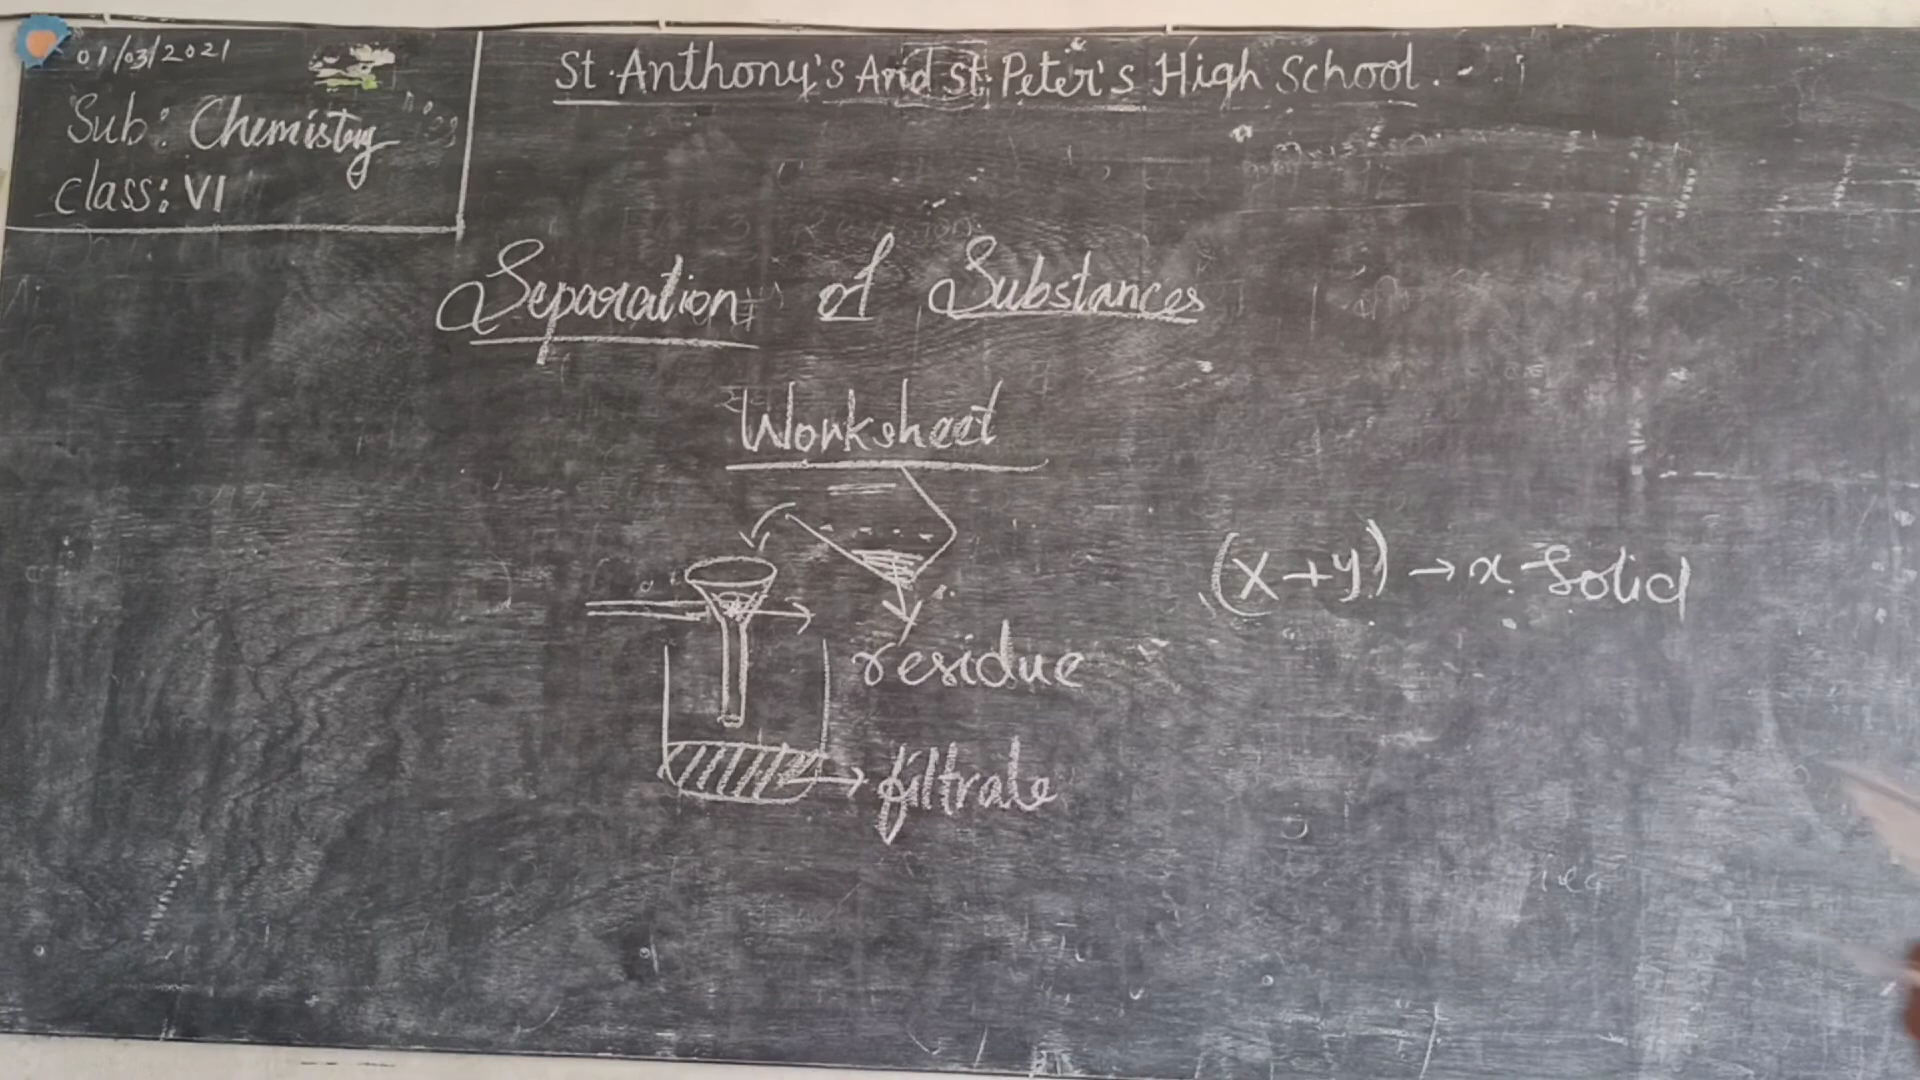 01/03/2021
Sub: Chemistry
Class: VI
St. Anthony's And St. Peter's High School.
Separation of Substances
Worksheet
(X+y) → x-Solid
residue
filtrate